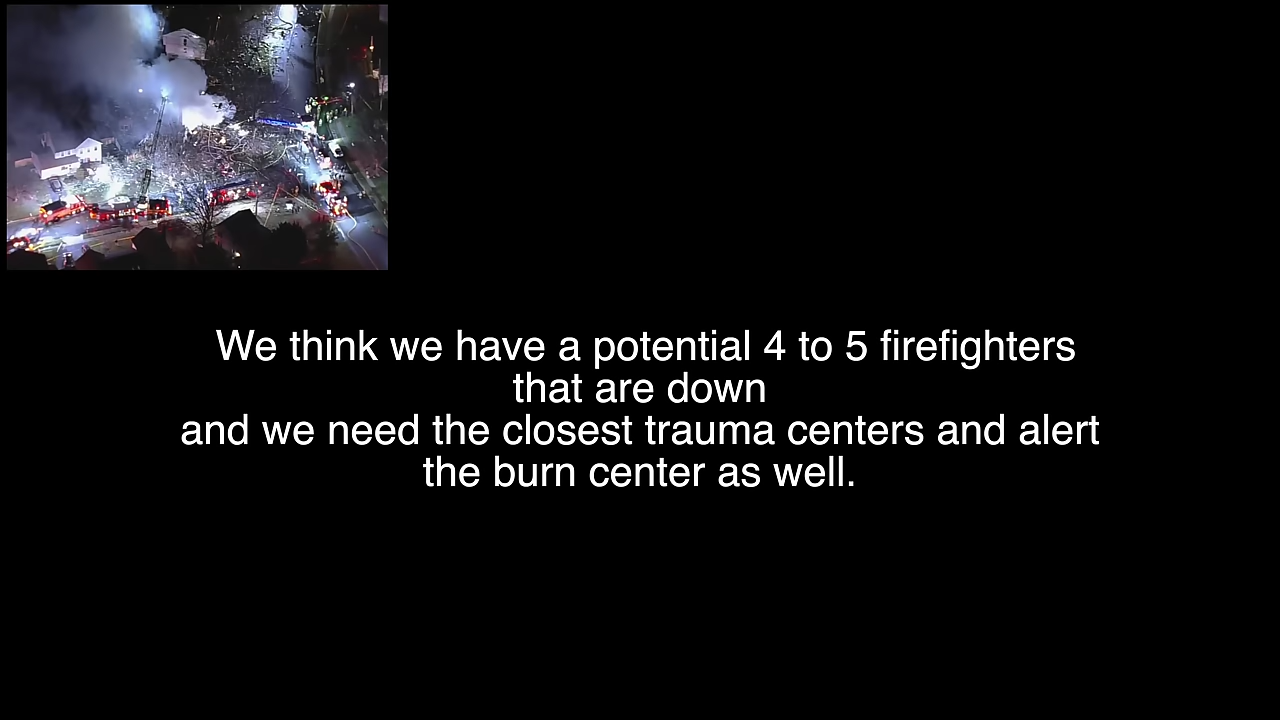 We think we have a potential 4 to 5 firefighters
that are down
and we need the closest trauma centers and alert
the burn center as well.